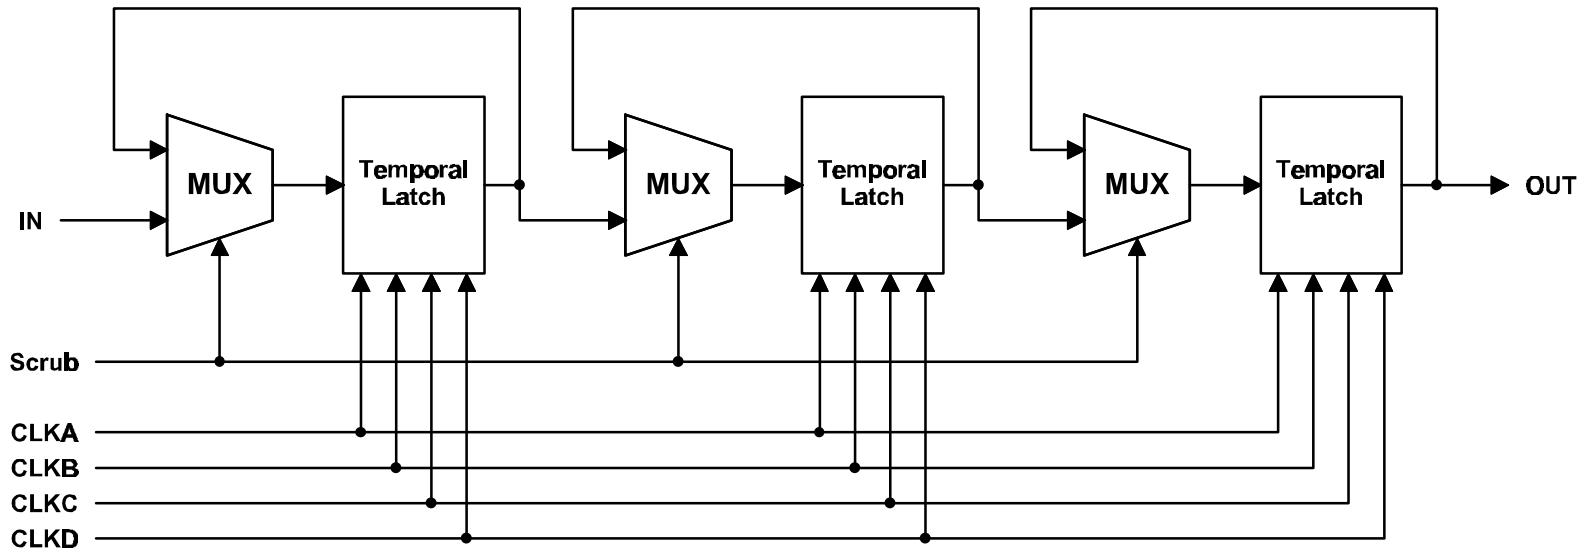 MUX
Temporal
Latch
MUX
Temporal
Latch
MUX
Temporal
Latch
IN
OUT
Scrub
CLKA
CLKB
CLKC
CLKD